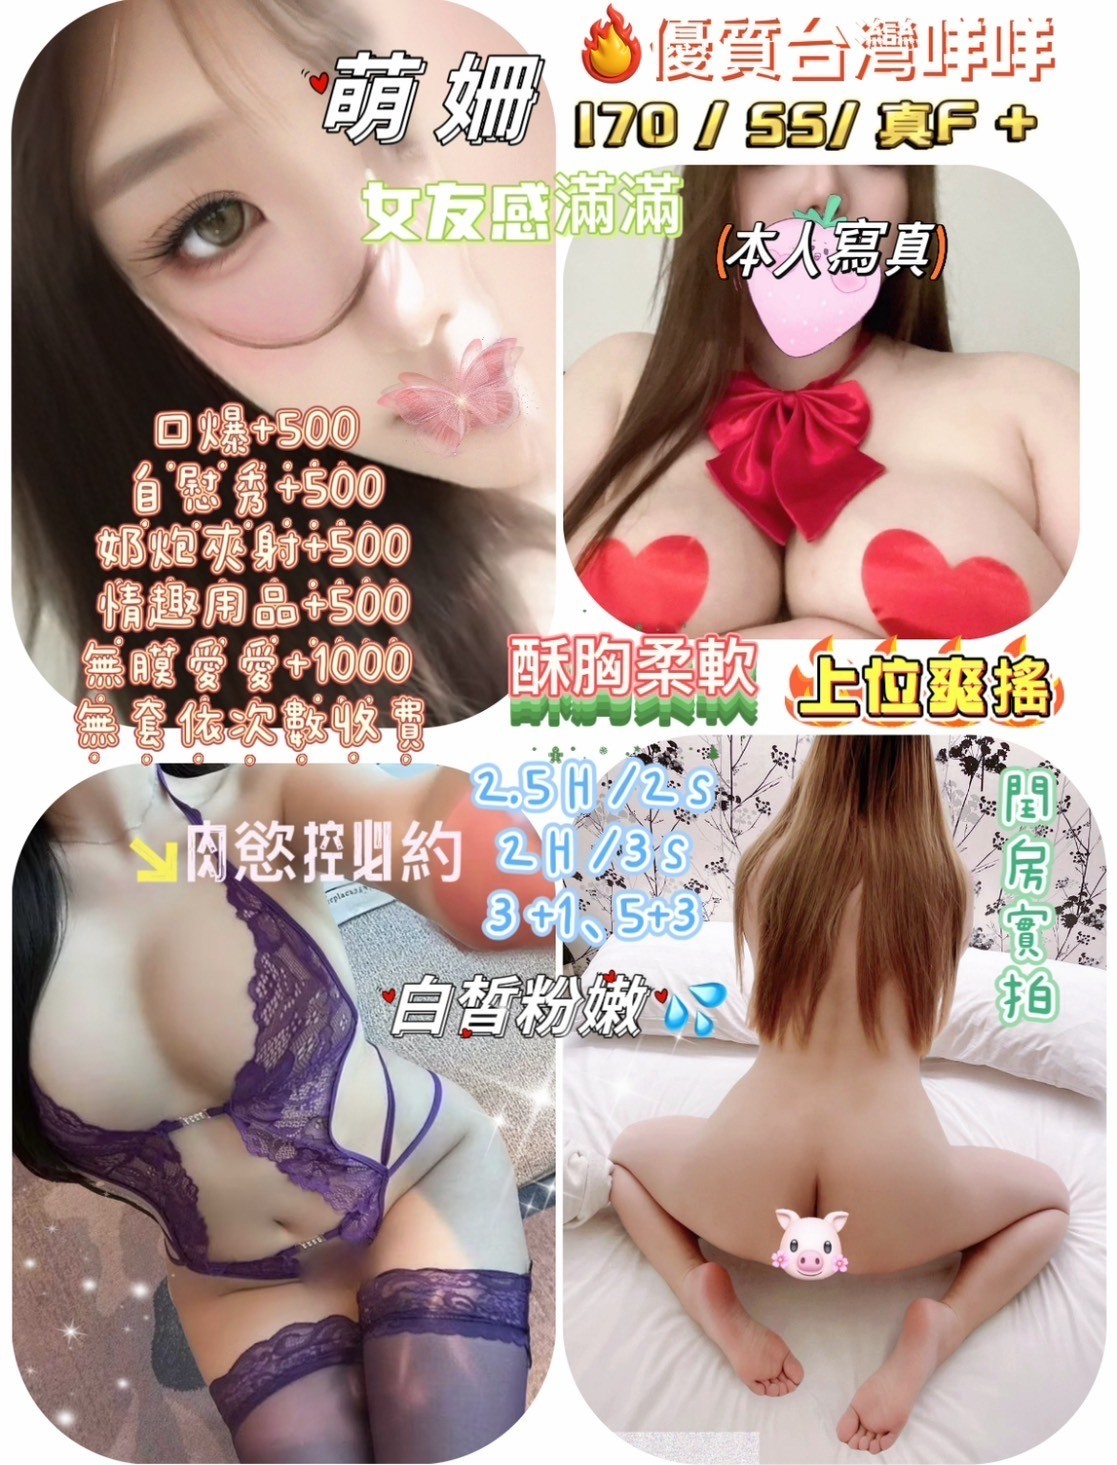 萌 姍
優質台灣咩咩
170 / 55/ 真F +
女友感滿滿
(本人寫真)
口爆+500
自慰秀+500
奶炮夾射+500
情趣用品+500
無膜愛愛+1000
無套依次數收費
酥胸柔軟
上位爽搖
2.5H/2s
2H/3s
3+1、5+3
肉慾控必約
白皙粉嫩
閨房實拍